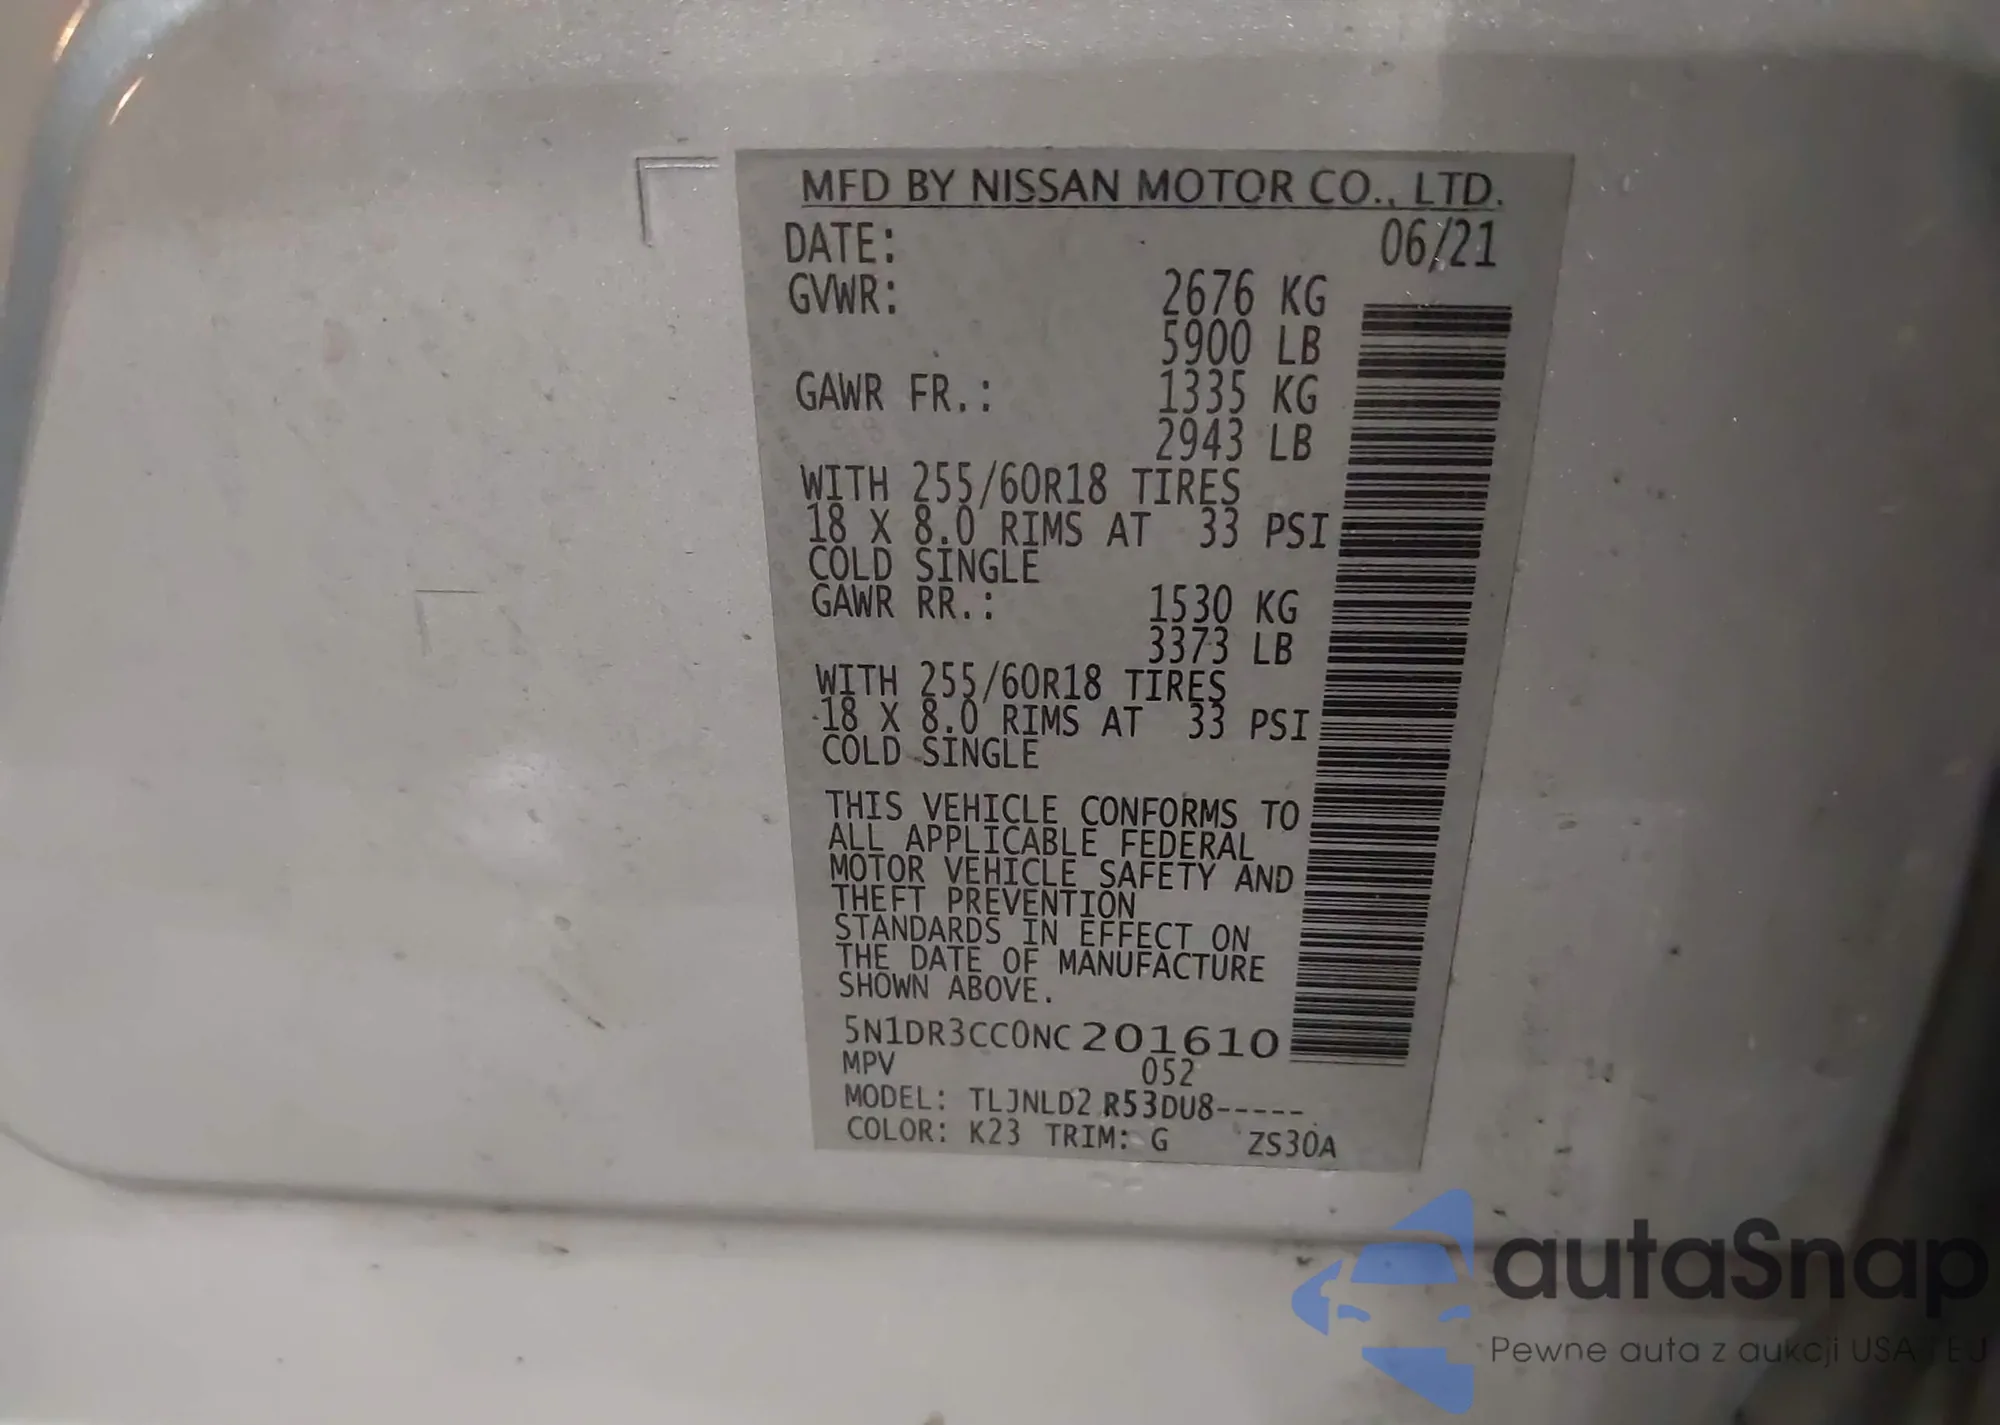 MFD BY NISSAN MOTOR CO., LTD.
DATE: 06/21
GVWR: 2676 KG
5900 LB
GAWR FR.: 1335 KG
2943 LB
WITH 255/60R18 TIRES
18 X 8.0 RIMS AT 33 PSI
COLD SINGLE
GAWR RR.: 1530 KG
3373 LB
WITH 255/60R18 TIRES
18 X 8.0 RIMS AT 33 PSI
COLD SINGLE
THIS VEHICLE CONFORMS TO
ALL APPLICABLE FEDERAL
MOTOR VEHICLE SAFETY AND
THEFT PREVENTION
STANDARDS IN EFFECT ON
THE DATE OF MANUFACTURE
SHOWN ABOVE.
5N1DR3CC0NC201610
MPV 052
MODEL: TLJNLD2 R53DU8-----
COLOR: K23 TRIM: G ZS30A
autaSnap
Pewne auta z aukcji USA i EU